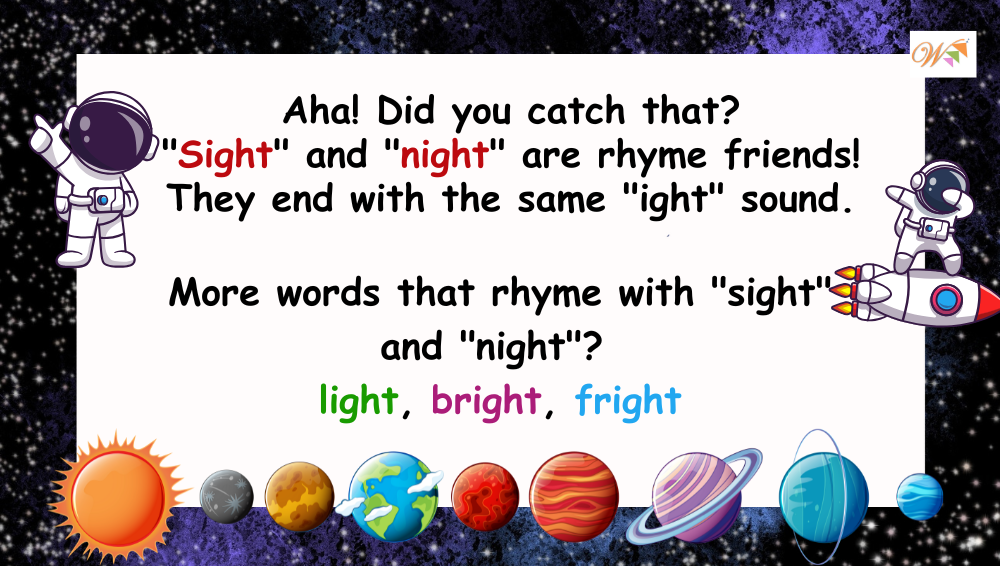 Aha! Did you catch that?
"Sight" and "night" are rhyme friends!
They end with the same "ight" sound.
More words that rhyme with "sight"
and "night"?
light, bright, fright
W